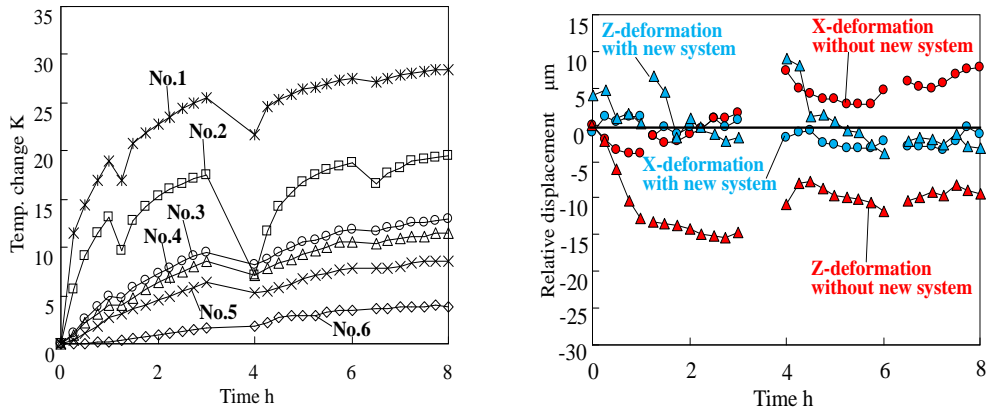 35
30
25
20
15
10
5
0
Temp. change K
No.1
No.2
No.3
No.4
No.5
No.6
0
2
4
6
8
Time h
15
10
5
0
-5
-10
-15
-20
-25
-30
Relative displacement μm
Z-deformation
with new system
X-deformation
without new system
X-deformation
with new system
Z-deformation
without new system
0
2
4
6
8
Time h